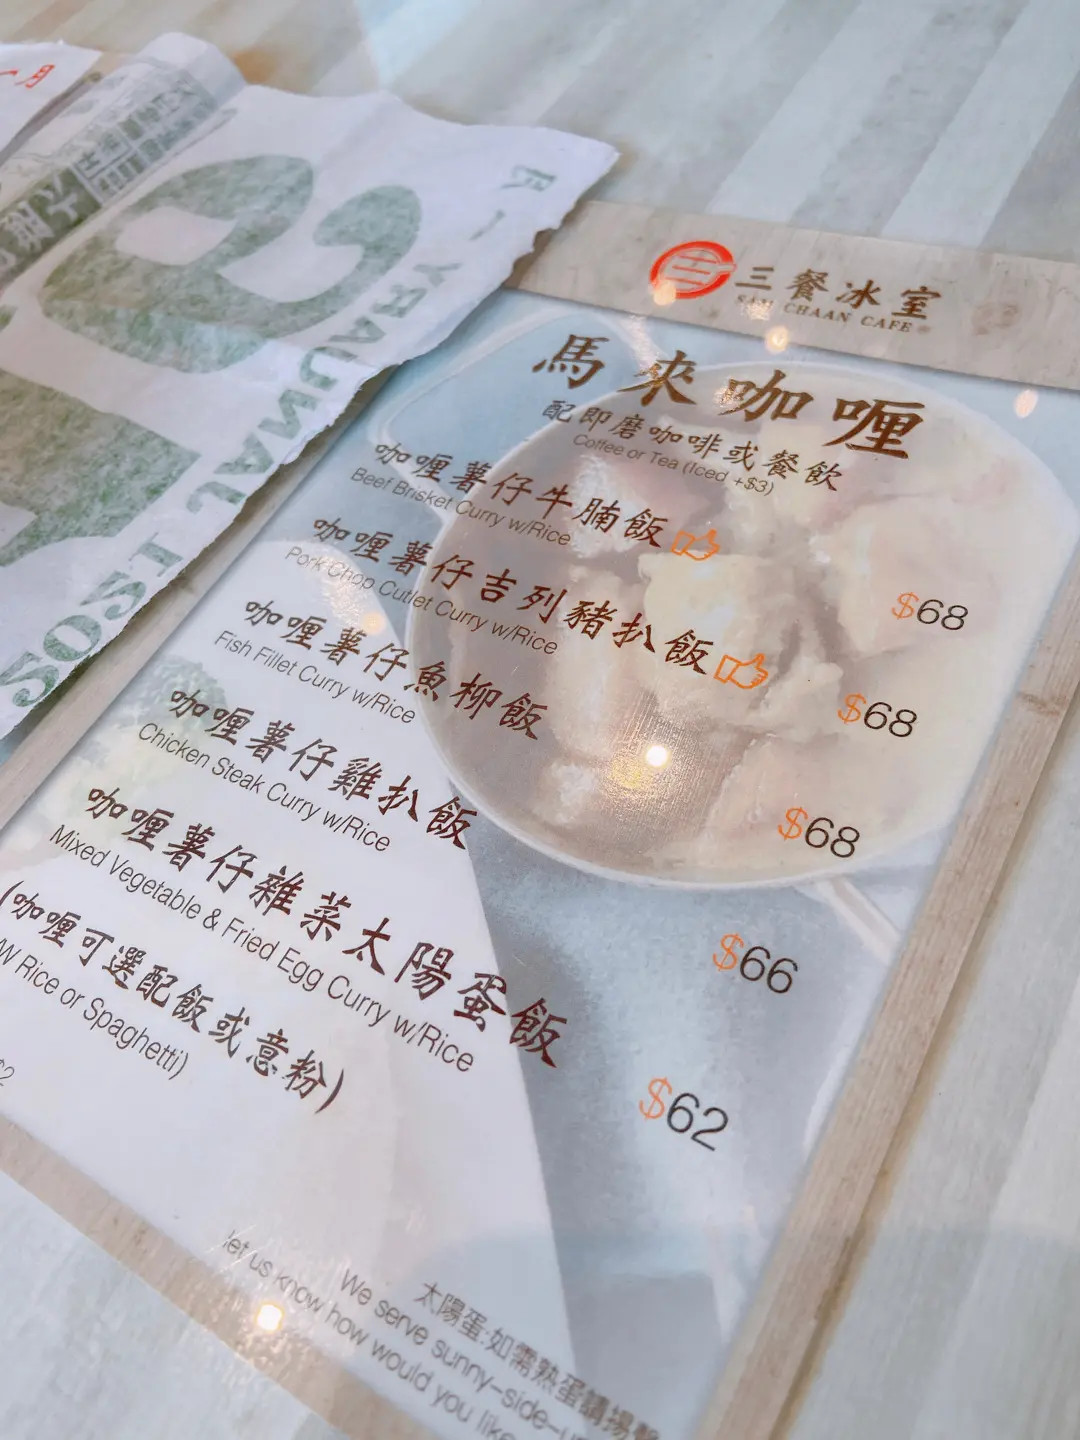 一月
JANUARY 一
2
三餐冰室
SAM CHAAN CAFE
馬來咖喱
配即磨咖啡或餐飲
Coffee or Tea (Iced +$3)
咖喱薯仔牛腩飯
Beef Brisket Curry w/Rice
$68
咖喱薯仔吉列豬扒飯
Pork Chop Cutlet Curry w/Rice
$68
咖喱薯仔魚柳飯
Fish Fillet Curry w/Rice
$68
咖喱薯仔雞扒飯
Chicken Steak Curry w/Rice
$66
咖喱薯仔雜菜太陽蛋飯
Mixed Vegetable & Fried Egg Curry w/Rice
$62
(咖喱可選配飯或意粉)
W Rice or Spaghetti)
$2
太陽蛋:如需熟蛋請揚聲
We serve sunny-side-u
let us know how would you like